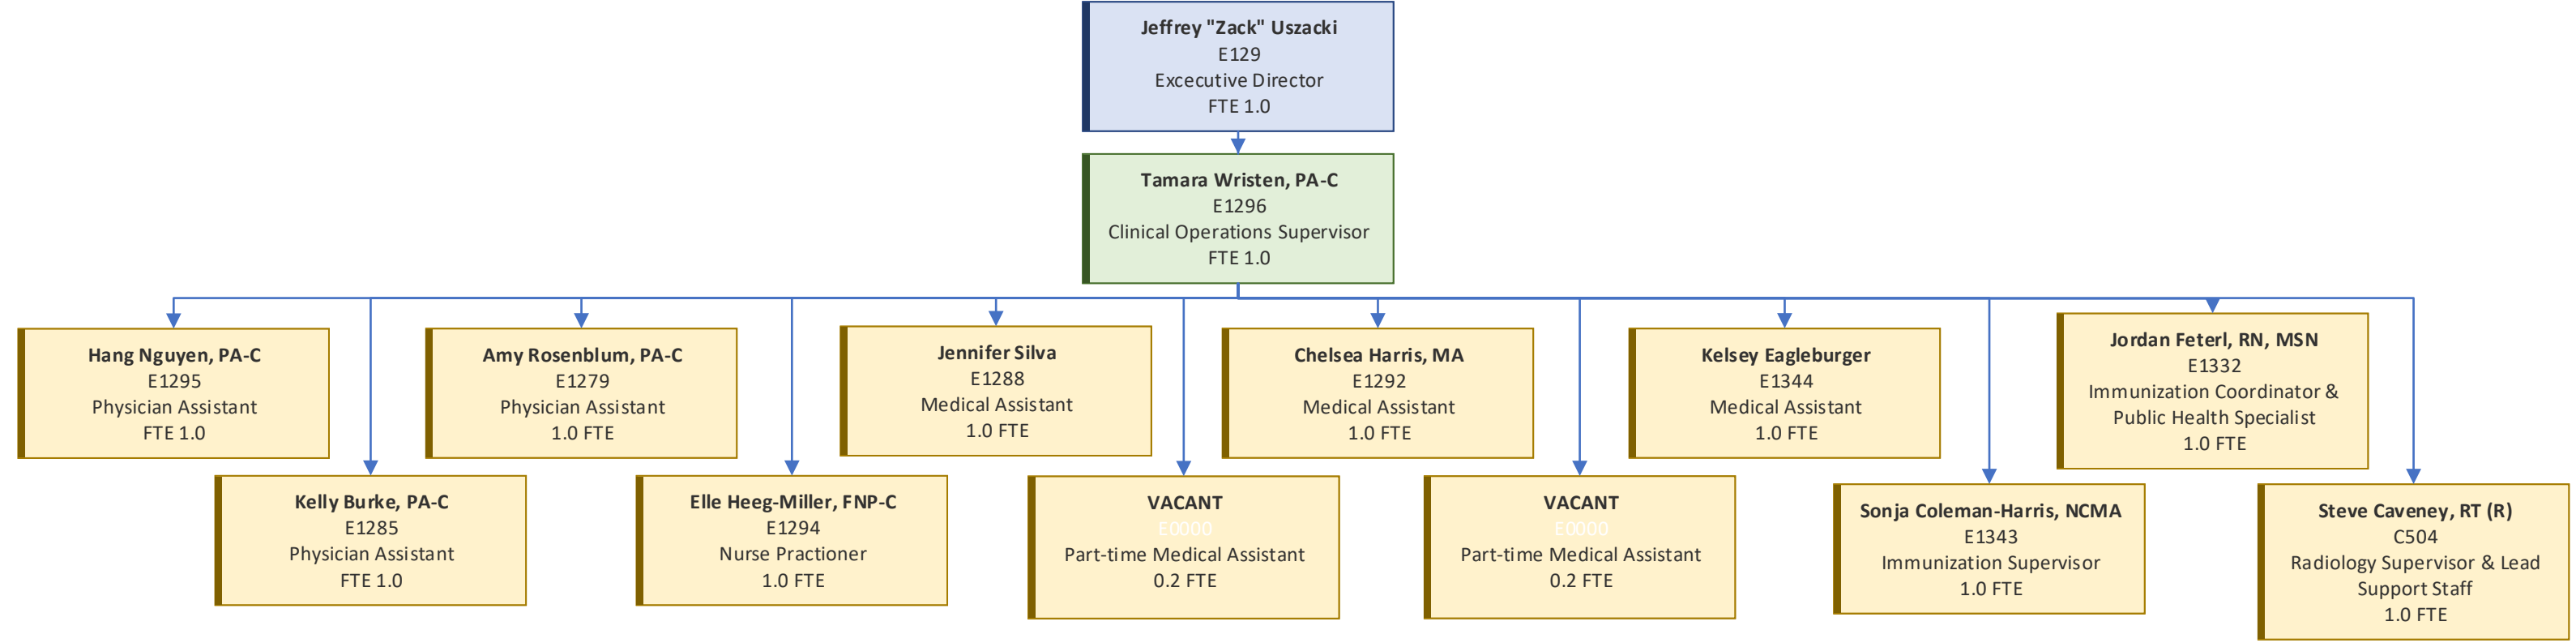 Jeffrey "Zack" Uszacki
E129
Excecutive Director
FTE 1.0
Tamara Wristen, PA-C
E1296
Clinical Operations Supervisor
FTE 1.0
Hang Nguyen, PA-C
E1295
Physician Assistant
FTE 1.0
Amy Rosenblum, PA-C
E1279
Physician Assistant
1.0 FTE
Jennifer Silva
E1288
Medical Assistant
1.0 FTE
Chelsea Harris, MA
E1292
Medical Assistant
1.0 FTE
Kelsey Eagleburger
E1344
Medical Assistant
1.0 FTE
Jordan Feterl, RN, MSN
E1332
Immunization Coordinator &
Public Health Specialist
1.0 FTE
Kelly Burke, PA-C
E1285
Physician Assistant
FTE 1.0
Elle Heeg-Miller, FNP-C
E1294
Nurse Practioner
1.0 FTE
VACANT
E0000
Part-time Medical Assistant
0.2 FTE
VACANT
E0000
Part-time Medical Assistant
0.2 FTE
Sonja Coleman-Harris, NCMA
E1343
Immunization Supervisor
1.0 FTE
Steve Caveney, RT (R)
C504
Radiology Supervisor & Lead
Support Staff
1.0 FTE